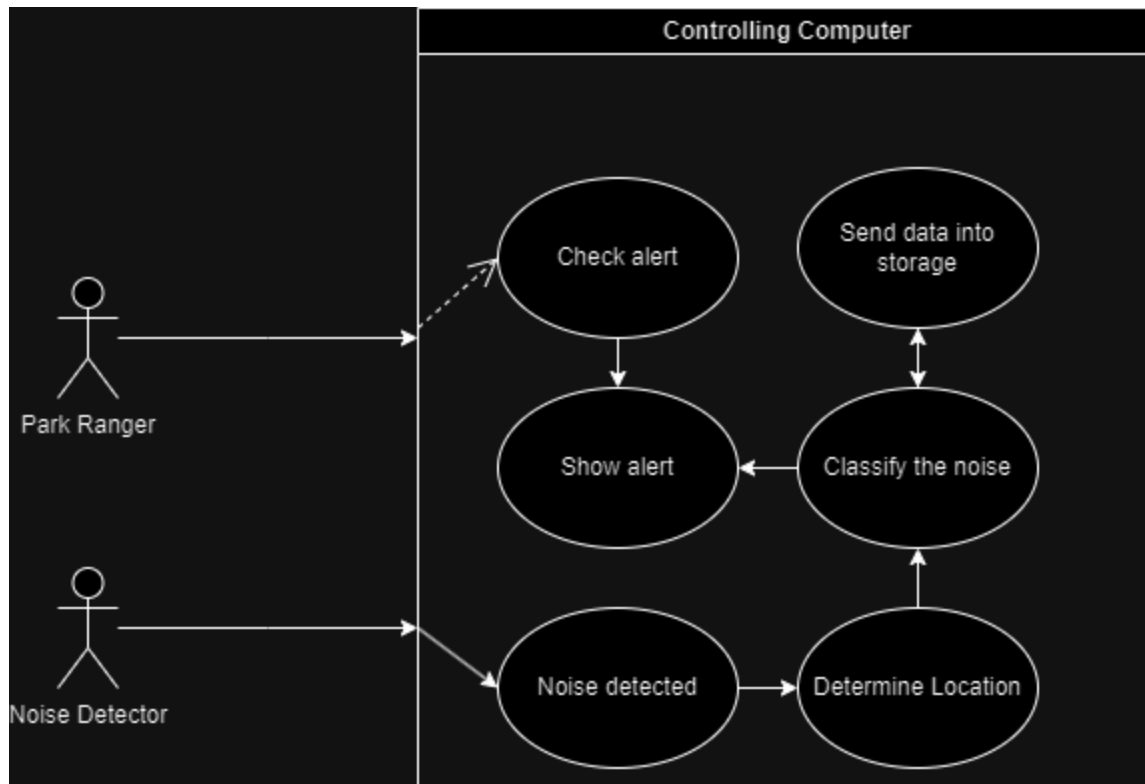 Controlling Computer
Check alert
Send data into
storage
Park Ranger
Show alert
Classify the noise
Noise Detector
Noise detected
Determine Location